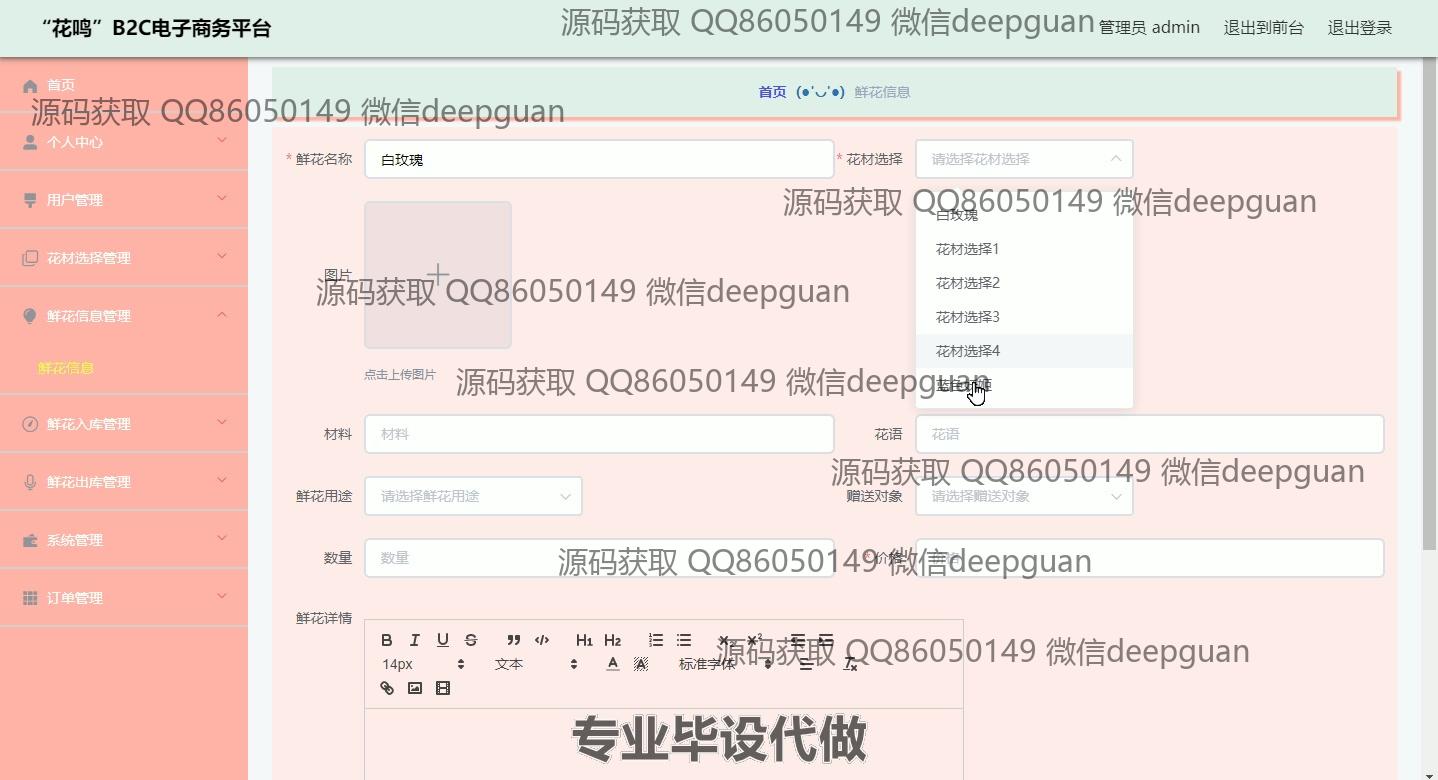 “花鸣”B2C电子商务平台
源码获取 QQ86050149 微信deepguan
管理员 admin
退出到前台
退出登录
首页
首页 (●'◡'●) 鲜花信息
源码获取 QQ86050149 微信deepguan
个人中心
* 鲜花名称
白玫瑰
* 花材选择
请选择花材选择
用户管理
源码获取 QQ86050149 微信deepguan
白玫瑰
花材选择管理
花材选择1
图片
花材选择2
源码获取 QQ86050149 微信deepguan
鲜花信息管理
花材选择3
花材选择4
鲜花信息
点击上传图片
源码获取 QQ86050149 微信deepguan
鲜花入库管理
材料
材料
花语
花语
源码获取 QQ86050149 微信deepguan
鲜花出库管理
鲜花用途
请选择鲜花用途
赠送对象
请选择赠送对象
系统管理
数量
数量
* 价格
源码获取 QQ86050149 微信deepguan
订单管理
鲜花详情
B I U S H1 H2
源码获取 QQ86050149 微信deepguan
14px
文本
标准字体
专业毕设代做